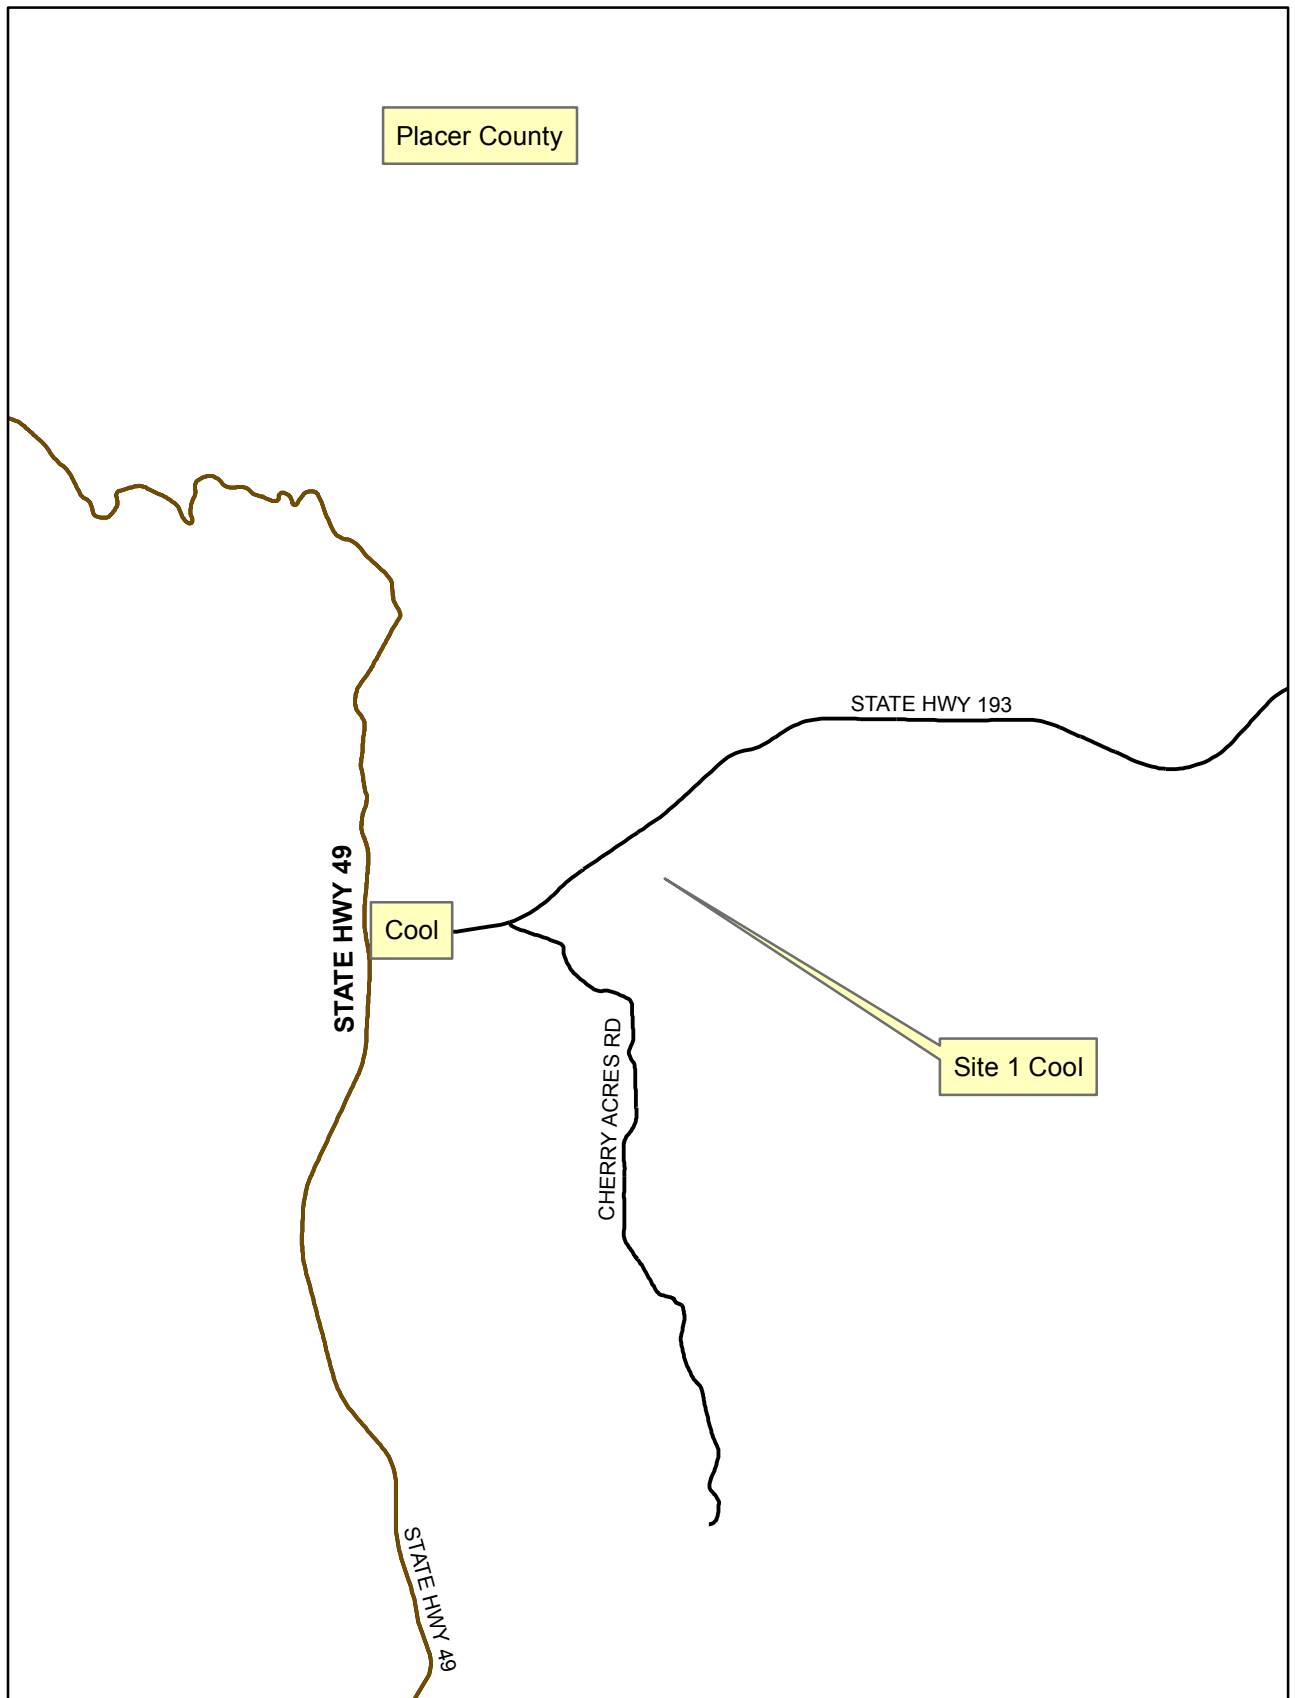 Placer County
STATE HWY 193
STATE HWY 49
Cool
CHERRY ACRES RD
Site 1 Cool
STATE HWY 49